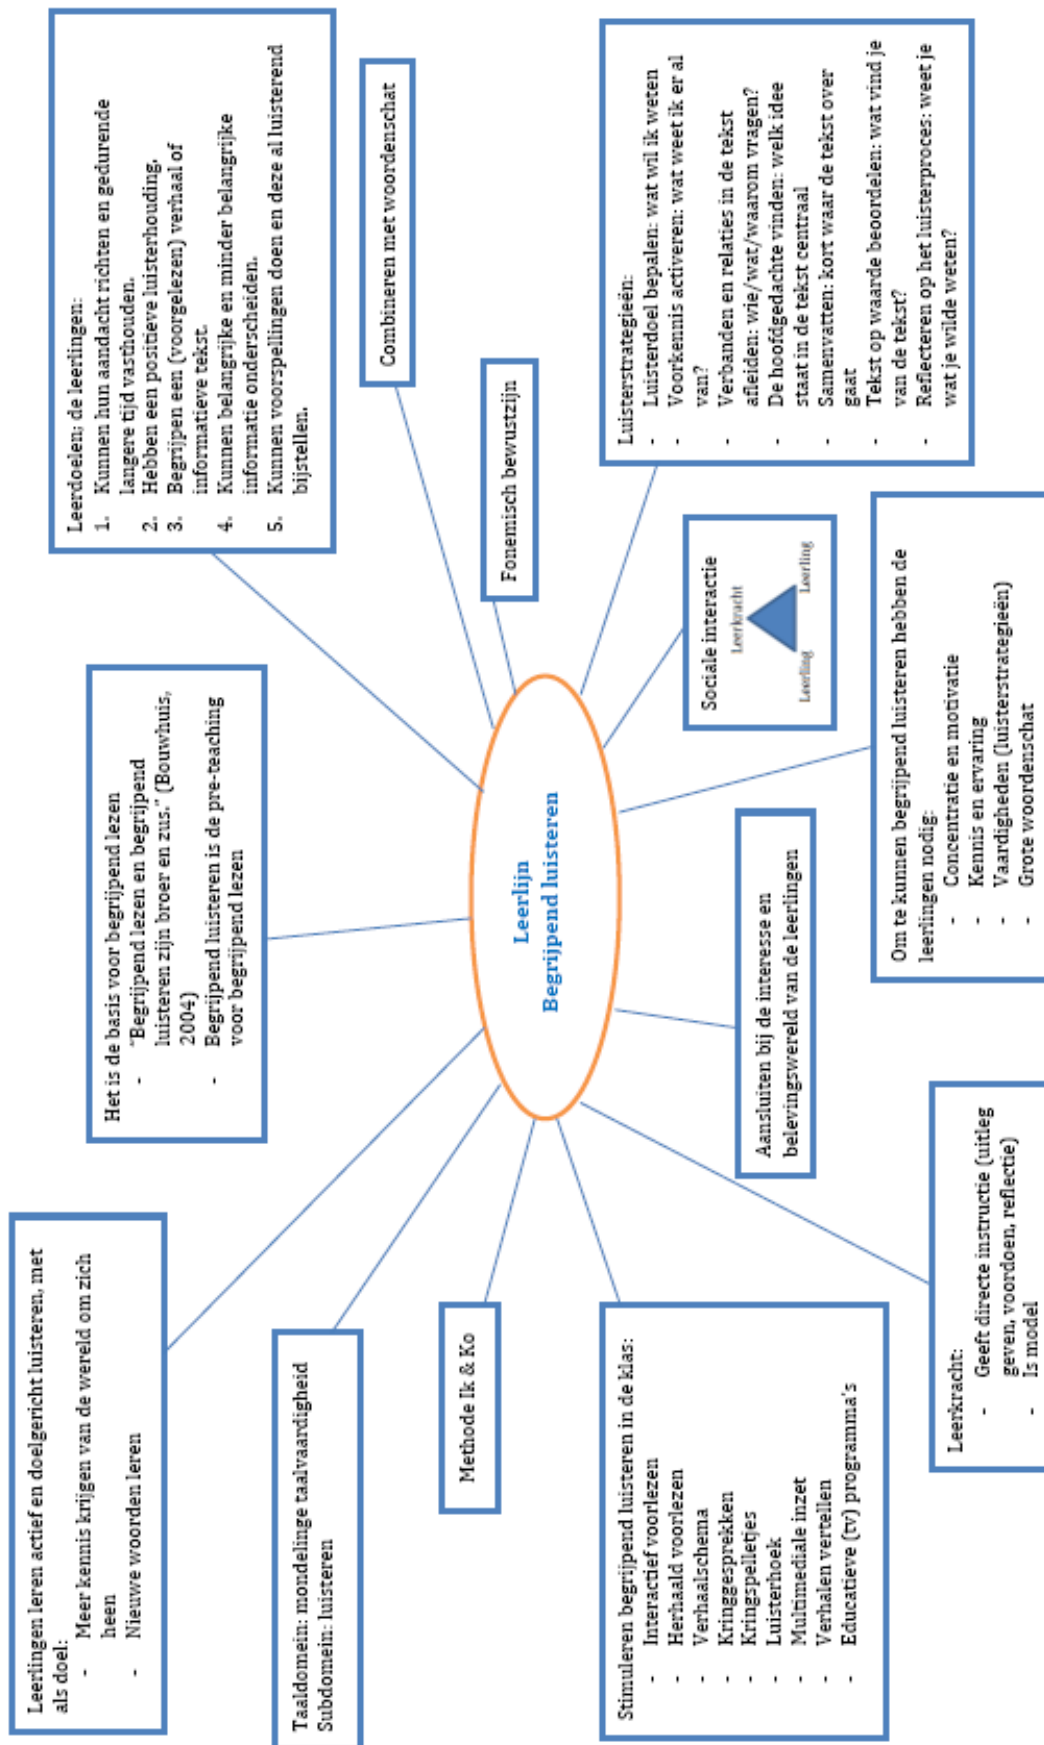 Leerlingen leren actief en doelgericht luisteren, met
als doel:
- Meer kennis krijgen van de wereld om zich
heen
- Nieuwe woorden leren
Het is de basis voor begrijpend lezen
- “Begrijpend lezen en begrijpend
luisteren zijn broer en zus.” (Bouwhuis,
2004)
- Begrijpend luisteren is de pre-teaching
voor begrijpend lezen
Leerdoelen; de leerlingen:
1. Kunnen hun aandacht richten en gedurende
langere tijd vasthouden.
2. Hebben een positieve luisterhouding,
3. Begrijpen een (voorgelezen) verhaal of
informatieve tekst.
4. Kunnen belangrijke en minder belangrijke
informatie onderscheiden.
5. Kunnen voorspellingen doen en deze al luisterend
bijstellen.
Taaldomein: mondelinge taalvaardigheid
Subdomein: luisteren
Combineren met woordenschat
Methode Ik & Ko
Leerlijn
Begrijpend luisteren
Fonemisch bewustzijn
Stimuleren begrijpend luisteren in de klas:
- Interactief voorlezen
- Herhaald voorlezen
- Verhaalschema
- Kringgesprekken
- Kringspelletjes
- Luisterhoek
- Multimediale inzet
- Verhalen vertellen
- Educatieve (tv) programma's
Aansluiten bij de interesse en
belevingswereld van de leerlingen
Sociale interactie
Leerkracht
Leerling
Leerling
Luisterstrategieën:
- Luisterdoel bepalen: wat wil ik weten
- Voorkennis activeren: wat weet ik er al
van?
- Verbanden en relaties in de tekst
afleiden: wie/wat/waarom vragen?
- De hoofdgedachte vinden: welk idee
staat in de tekst centraal
- Samenvatten: kort waar de tekst over
gaat
- Tekst op waarde beoordelen: wat vind je
van de tekst?
- Reflecteren op het luisterproces: weet je
wat je wilde weten?
Leerkracht:
- Geeft directe instructie (uitleg
geven, voordoen, reflectie)
- Is model
Om te kunnen begrijpend luisteren hebben de
leerlingen nodig:
- Concentratie en motivatie
- Kennis en ervaring
- Vaardigheden (luisterstrategieën)
- Grote woordenschat